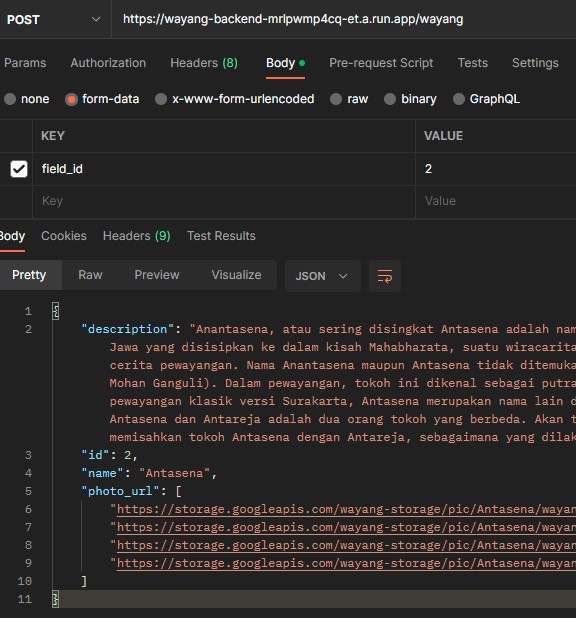 POST https://wayang-backend-mrlpwmp4cq-et.a.run.app/wayang
Params Authorization Headers (8) Body Pre-request Script Tests Settings
none form-data x-www-form-urlencoded raw binary GraphQL
KEY VALUE
field_id 2
Key Value
Body Cookies Headers (9) Test Results
Pretty Raw Preview Visualize JSON
1 {
2 "description": "Anantasena, atau sering disingkat Antasena adalah nam
Jawa yang disisipkan ke dalam kisah Mahabharata, suatu wiracarita
cerita pewayangan. Nama Anantasena maupun Antasena tidak ditemuka
Mohan Ganguli). Dalam pewayangan, tokoh ini dikenal sebagai putra
pewayangan klasik versi Surakarta, Antasena merupakan nama lain d
Antasena dan Antareja adalah dua orang tokoh yang berbeda. Akan t
memisahkan tokoh Antasena dengan Antareja, sebagaimana yang dilak
3 "id": 2,
4 "name": "Antasena",
5 "photo_url": [
6 "https://storage.googleapis.com/wayang-storage/pic/Antasena/wayan
7 "https://storage.googleapis.com/wayang-storage/pic/Antasena/wayan
8 "https://storage.googleapis.com/wayang-storage/pic/Antasena/wayan
9 "https://storage.googleapis.com/wayang-storage/pic/Antasena/wayan
10 ]
11 }